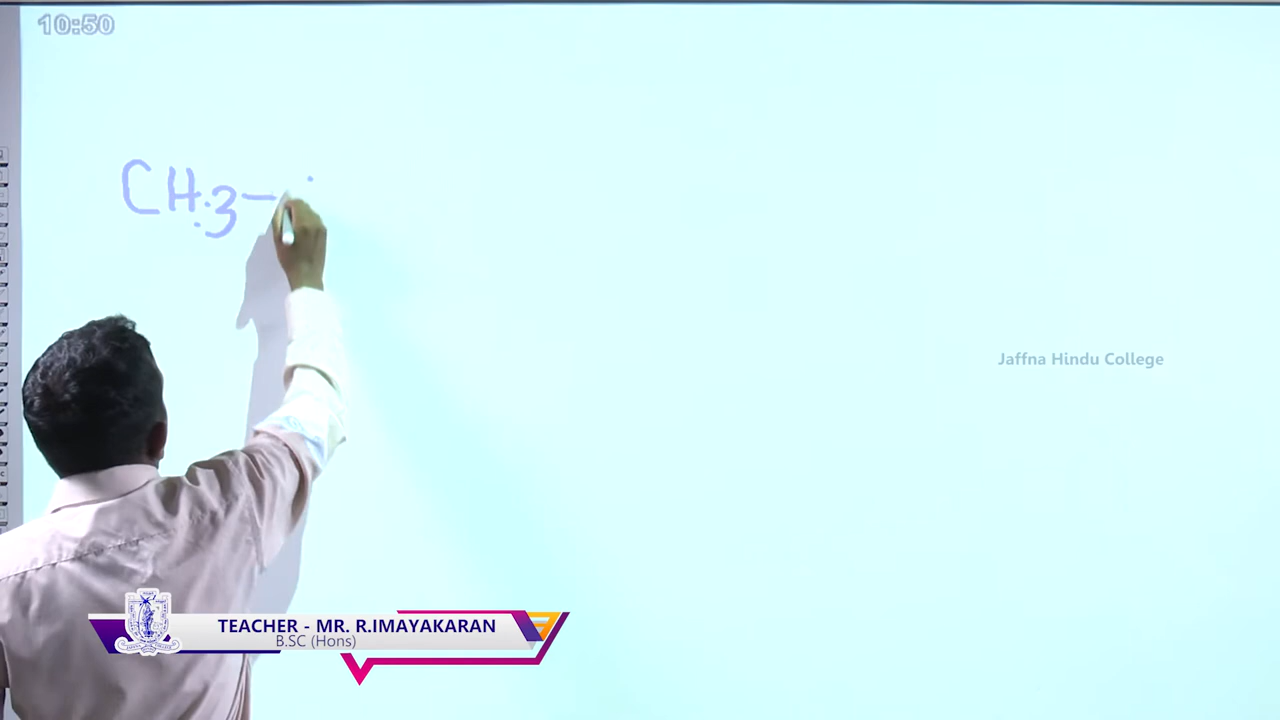 10:50
CH3-
Jaffna Hindu College
TEACHER - MR. R.IMAYAKARAN
B.SC (Hons)